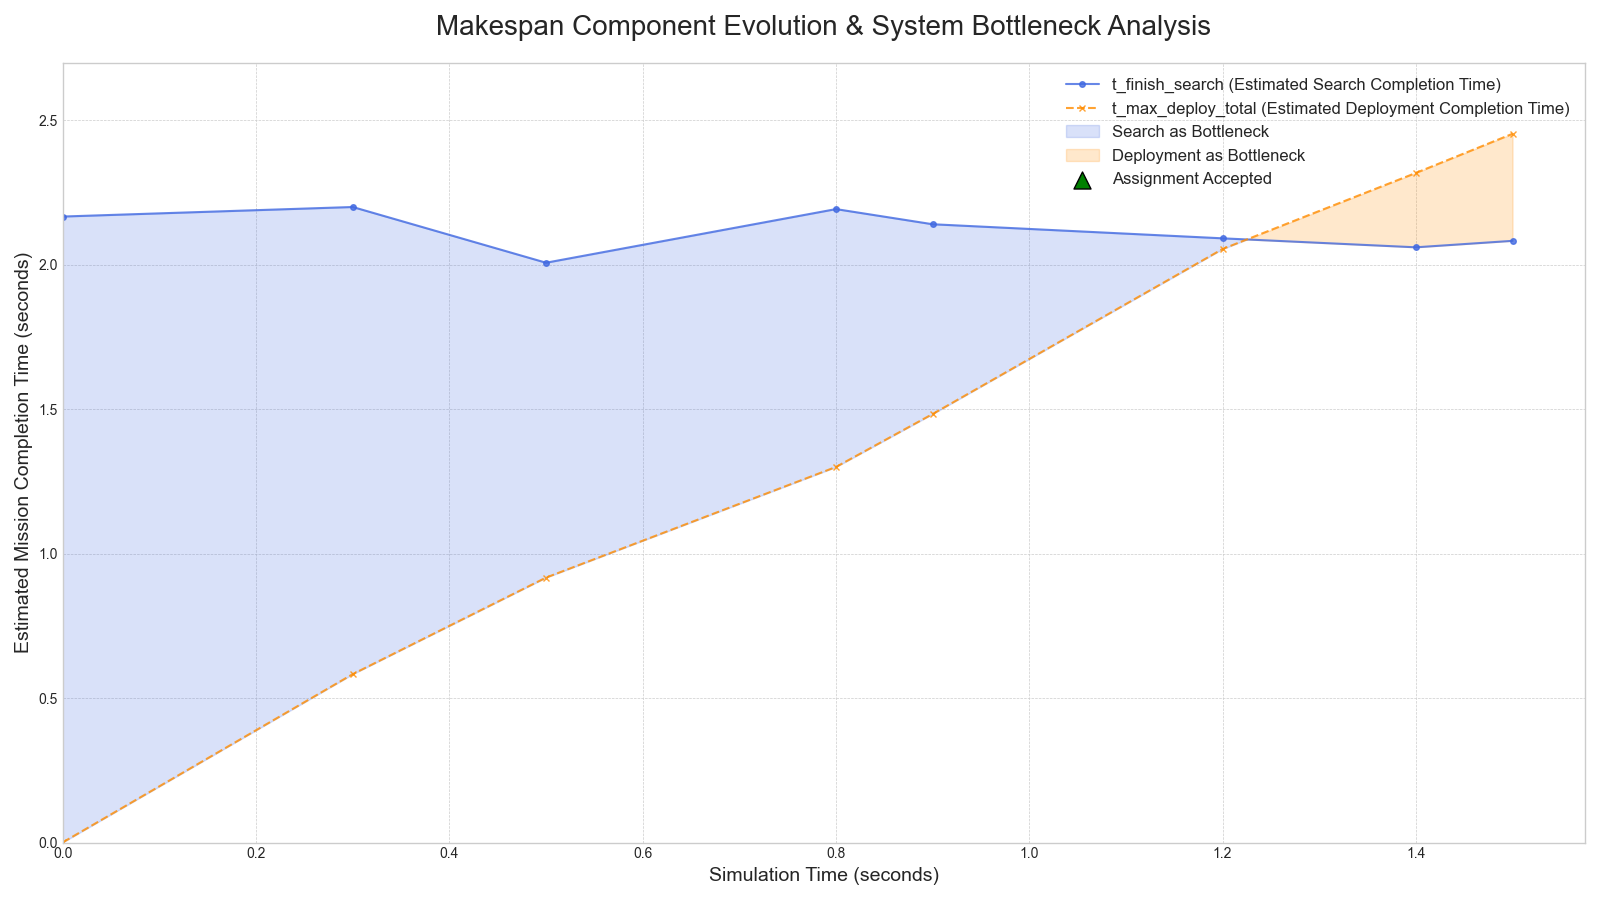 Makespan Component Evolution & System Bottleneck Analysis
t_finish_search (Estimated Search Completion Time)
t_max_deploy_total (Estimated Deployment Completion Time)
Search as Bottleneck
Deployment as Bottleneck
Assignment Accepted
Estimated Mission Completion Time (seconds)
2.5
2.0
1.5
1.0
0.5
0.0
0.0 0.2 0.4 0.6 0.8 1.0 1.2 1.4
Simulation Time (seconds)